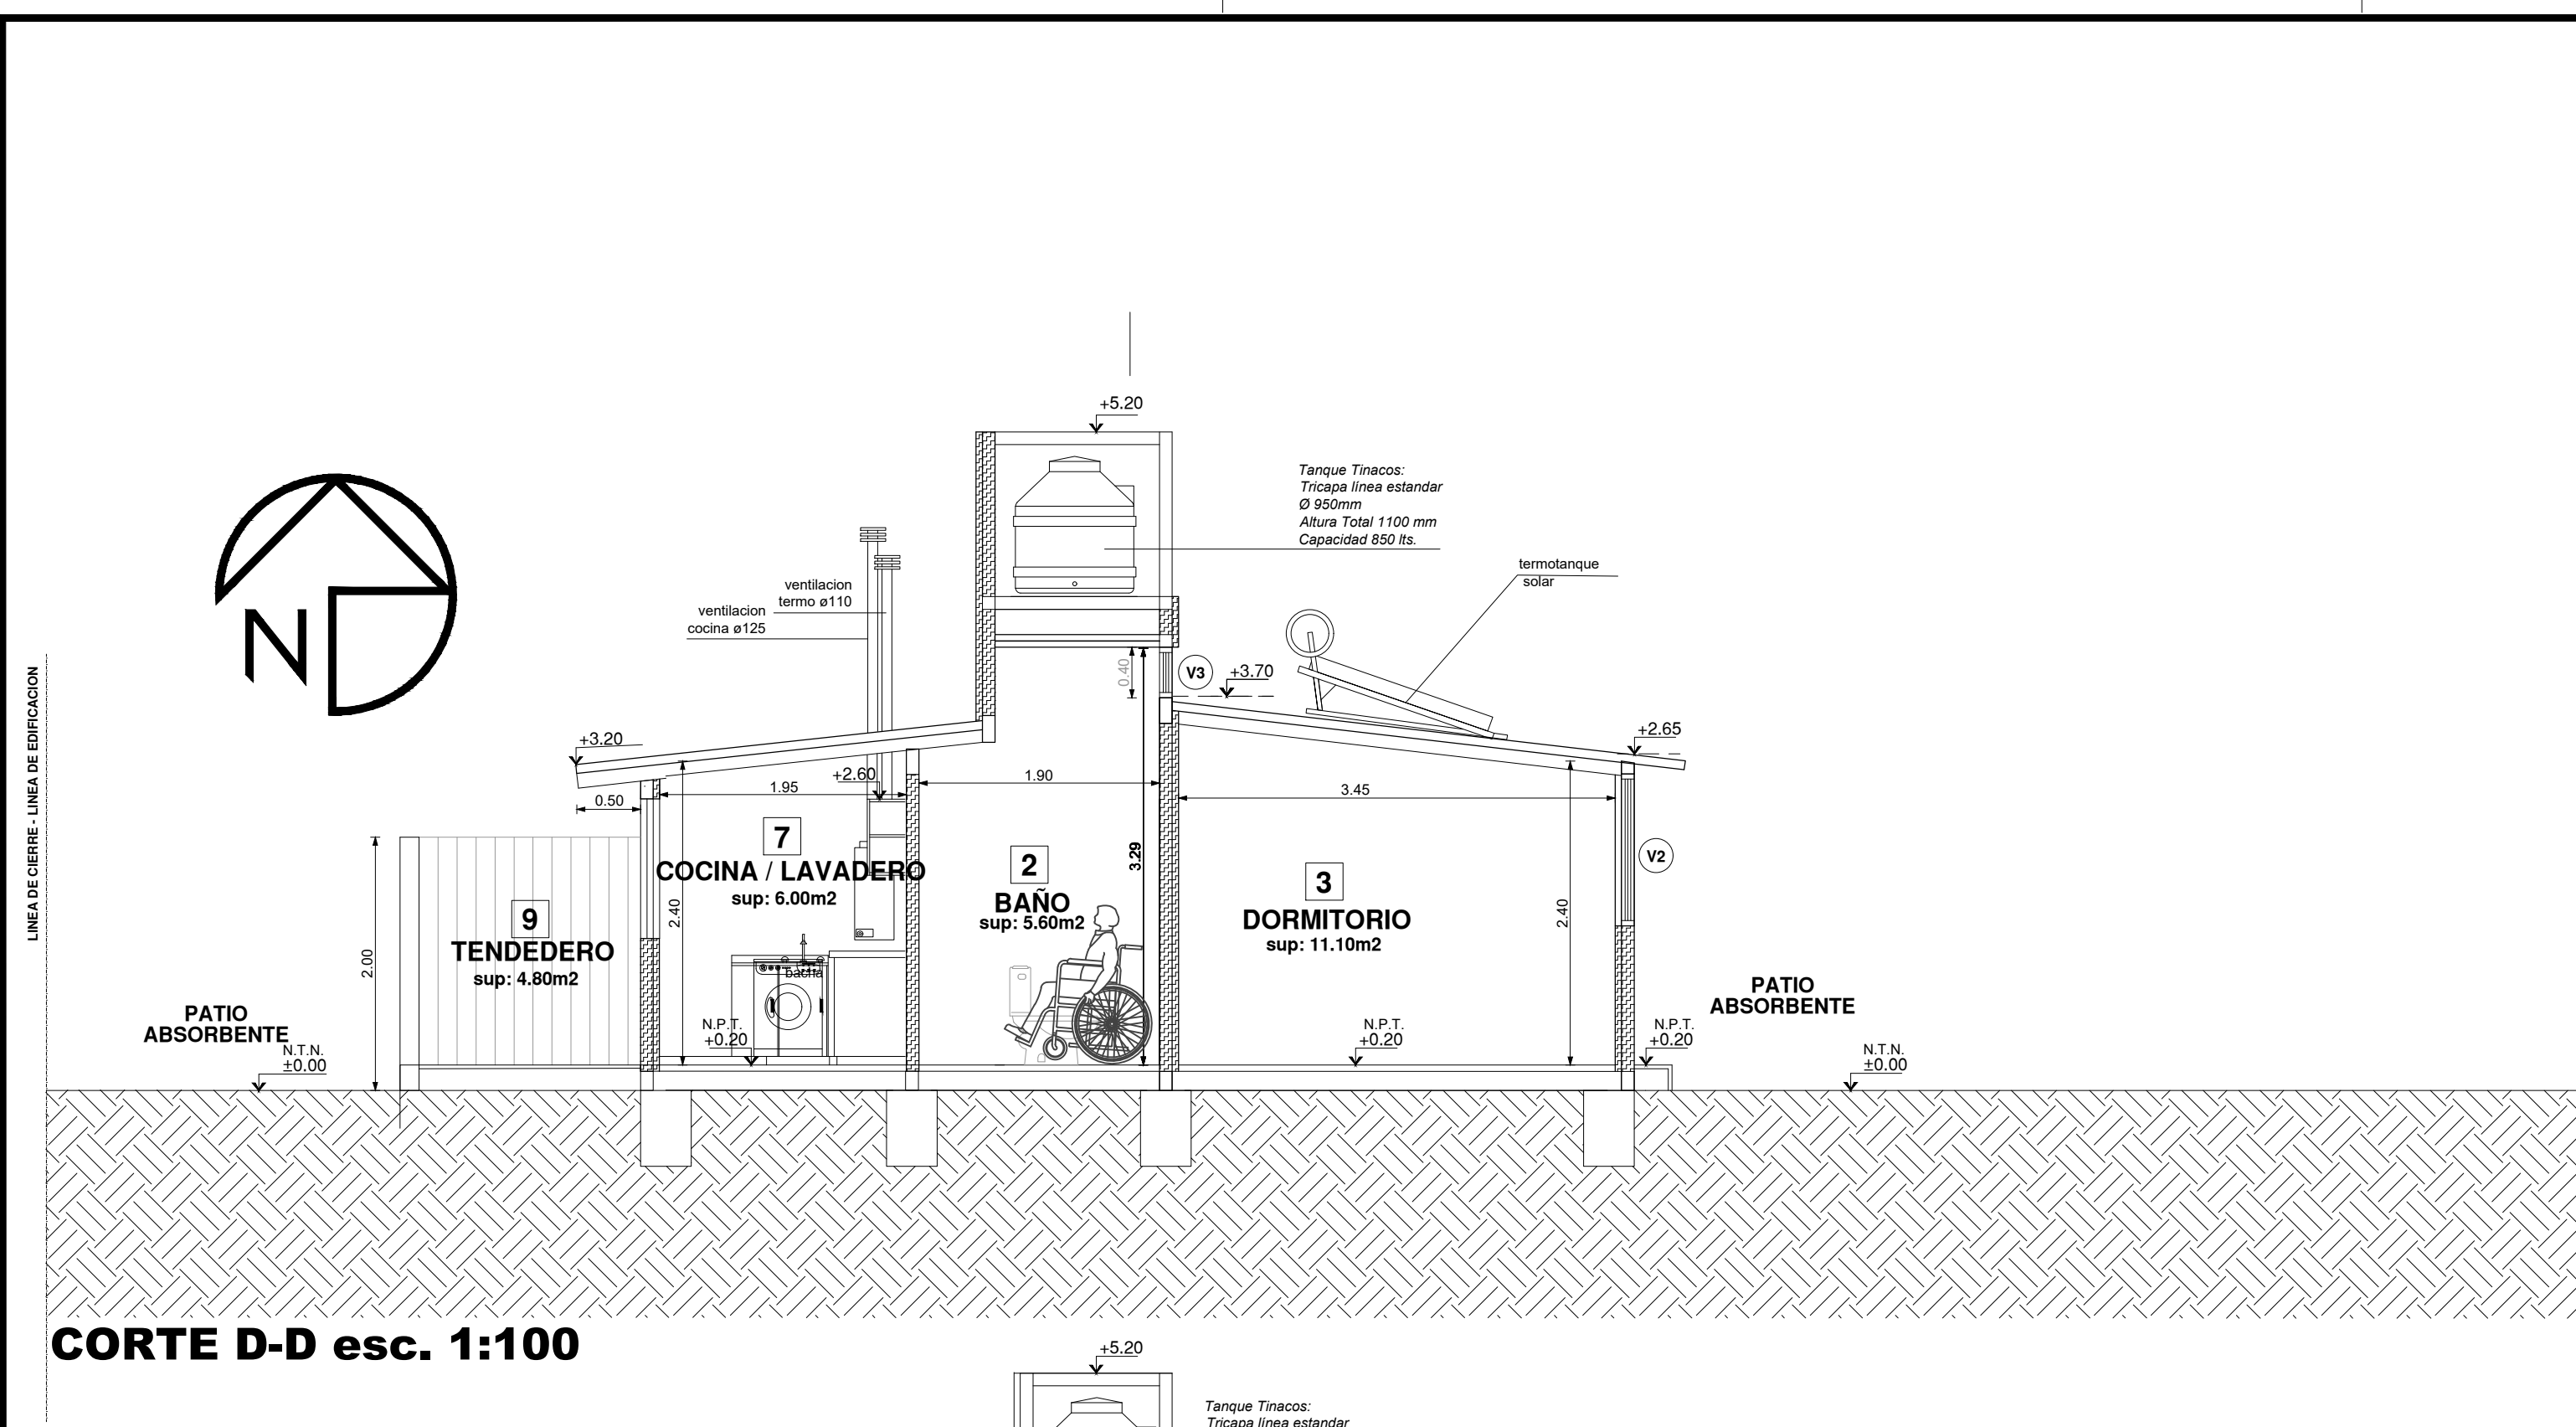 +5.20
Tanque Tinacos:
Tricapa línea estandar
Ø 950mm
Altura Total 1100 mm
Capacidad 850 lts.
termotanque
solar
ventilacion
termo ø110
ventilacion
cocina ø125
N
LINEA DE CIERRE - LINEA DE EDIFICACION
0.40
V3
+3.70
+3.20
+2.65
+2.60
0.50
1.95
1.90
3.45
7
COCINA / LAVADERO
sup: 6.00m2
2.40
2
BAÑO
sup: 5.60m2
3.29
3
DORMITORIO
sup: 11.10m2
2.40
V2
9
TENDEDERO
sup: 4.80m2
2.00
bacha
PATIO
ABSORBENTE
N.T.N.
±0.00
N.P.T.
+0.20
N.P.T.
+0.20
N.P.T.
+0.20
PATIO
ABSORBENTE
N.T.N.
±0.00
CORTE D-D esc. 1:100
+5.20
Tanque Tinacos:
Tricapa línea estandar